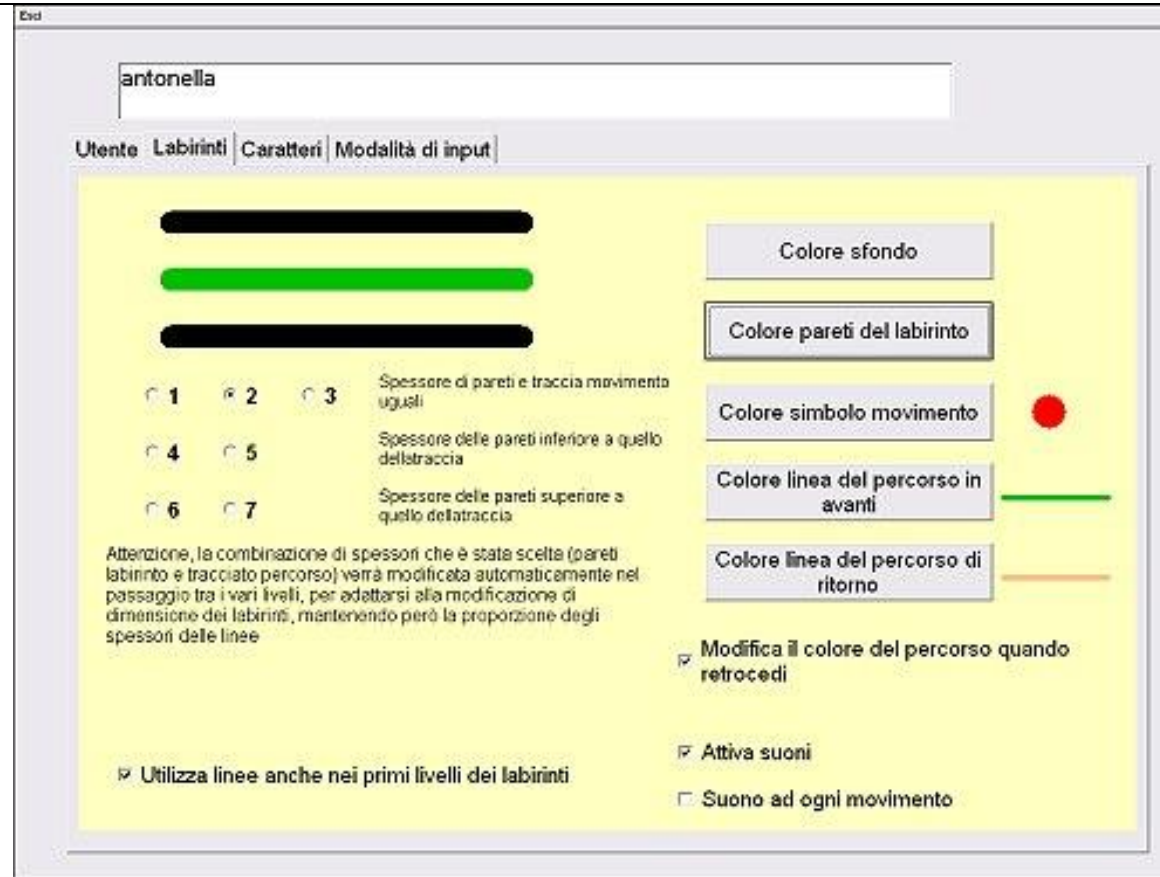 Esci
antonella
Utente Labirinti Caratteri Modalità di input
Colore sfondo
Colore pareti del labirinto
Colore simbolo movimento
Colore linea del percorso in
avanti
Colore linea del percorso di
ritorno
1 2 3
Spessore di pareti e traccia movimento
uguali
4 5
Spessore delle pareti inferiore a quello
dellatraccia
6 7
Spessore delle pareti superiore a
quello dellatraccia
Attenzione, la combinazione di spessori che è stata scelta (pareti
labirinto e tracciato percorso) verrà modificata automaticamente nel
passaggio tra i vari livelli, per adattarsi alla modificazione di
dimensione dei labirinti, mantenendo però la proporzione degli
spessori delle linee
Modifica il colore del percorso quando
retrocedi
Attiva suoni
Utilizza linee anche nei primi livelli dei labirinti
Suono ad ogni movimento